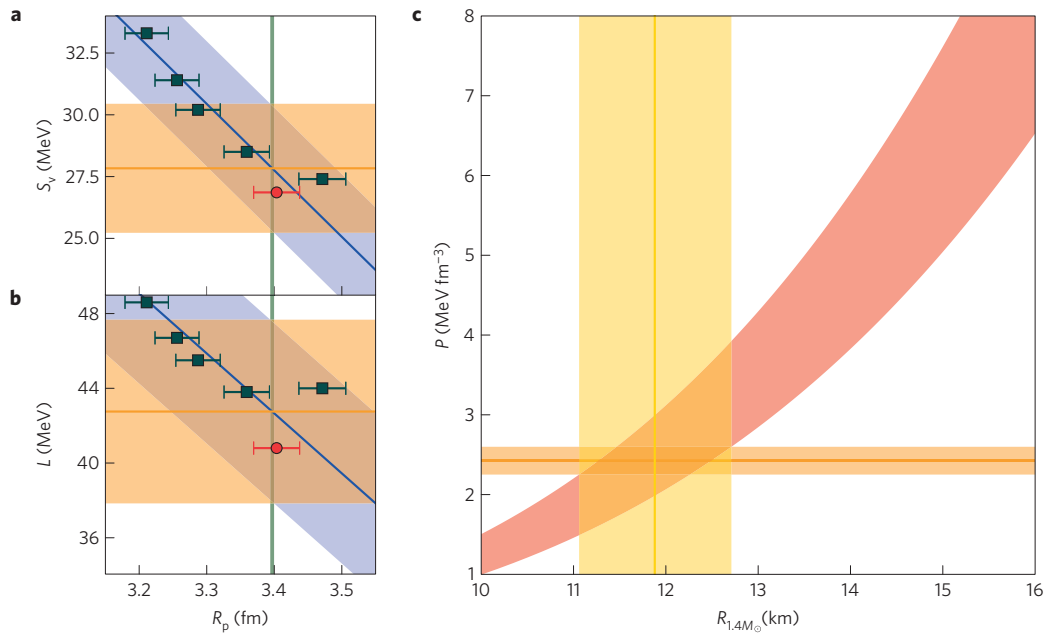 a
32.5
30.0
27.5
25.0
Sᵥ (MeV)
b
48
44
40
36
L (MeV)
3.2 3.3 3.4 3.5
Rₚ (fm)
c
8
7
6
5
4
3
2
1
P (MeV fm⁻³)
10 11 12 13 14 15 16
R₁.₄M☉(km)